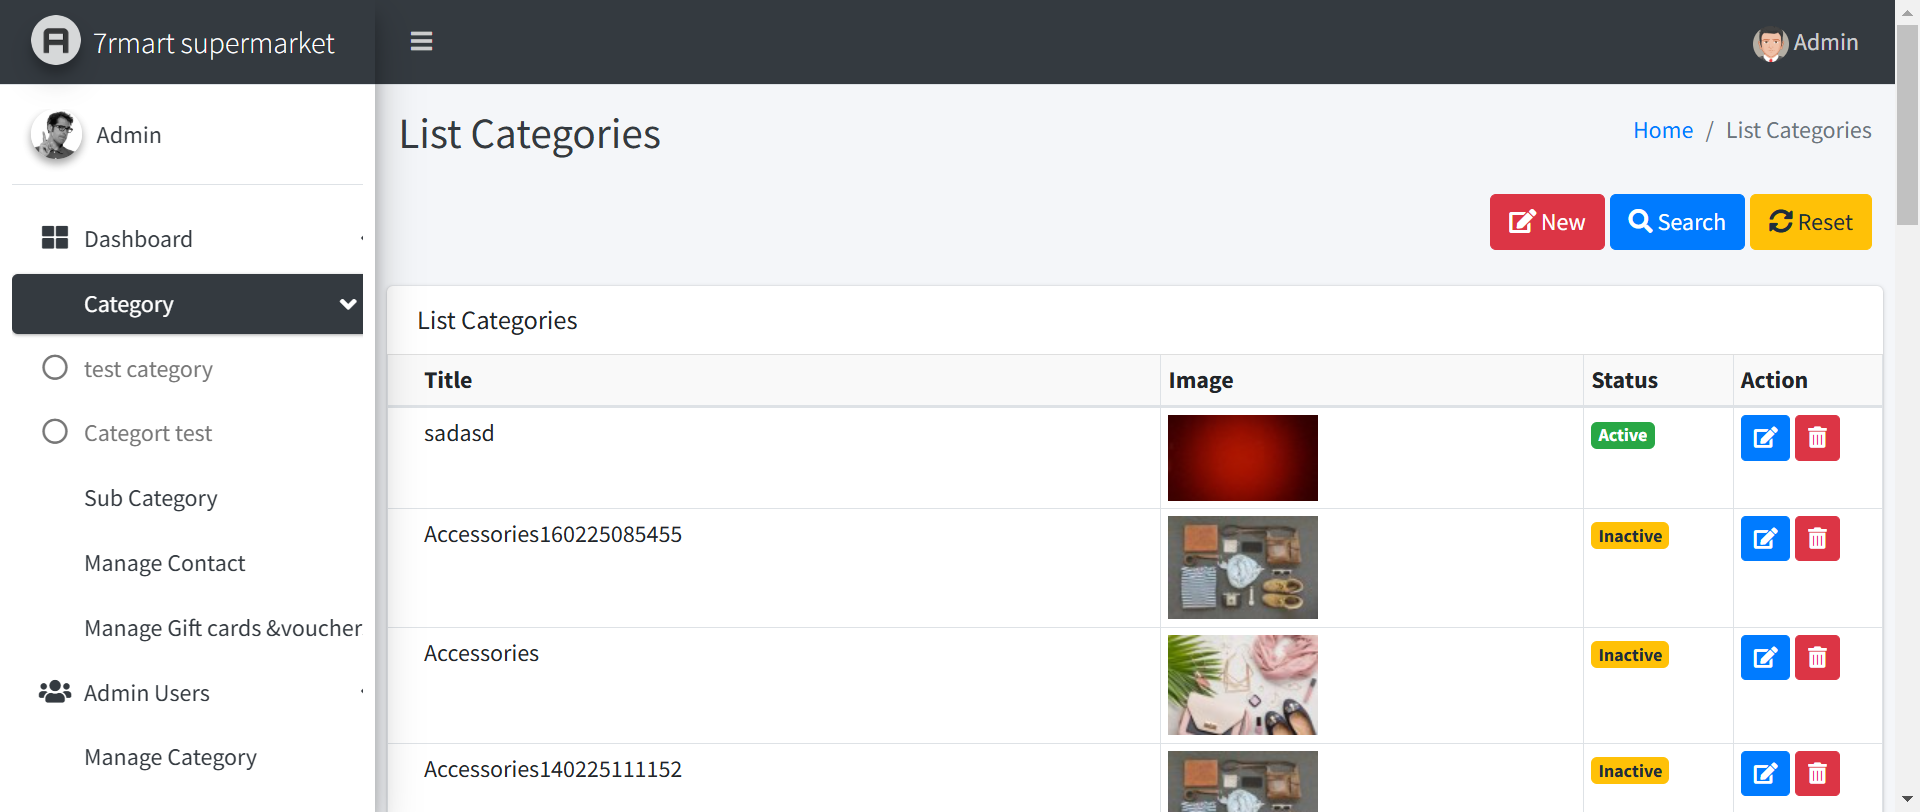 7rmart supermarket
Admin
Admin
List Categories
Home / List Categories
New
Search
Reset
Dashboard
Category
test category
Categort test
Sub Category
Manage Contact
Manage Gift cards &voucher
Admin Users
Manage Category
List Categories
Title Image Status Action
sadasd Active
Accessories160225085455 Inactive
Accessories Inactive
Accessories140225111152 Inactive